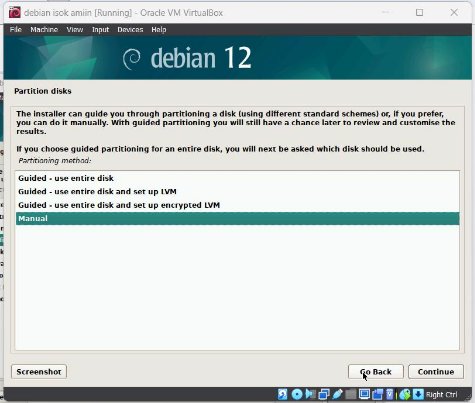 debian isok amiin [Running] - Oracle VM VirtualBox
File Machine View Input Devices Help
debian 12
Partition disks
The installer can guide you through partitioning a disk (using different standard schemes) or, if you prefer,
you can do it manually. With guided partitioning you will still have a chance later to review and customise the
results.
If you choose guided partitioning for an entire disk, you will next be asked which disk should be used.
Partitioning method:
Guided - use entire disk
Guided - use entire disk and set up LVM
Guided - use entire disk and set up encrypted LVM
Manual
Screenshot
Go Back
Continue
Right Ctrl